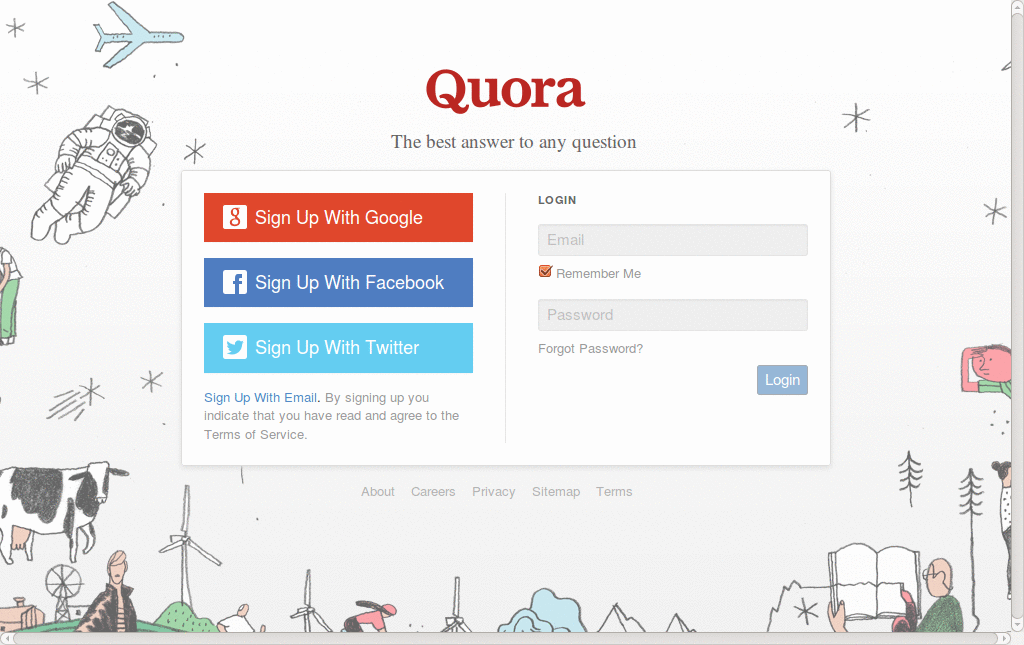 Quora
The best answer to any question
Sign Up With Google
Sign Up With Facebook
Sign Up With Twitter
Sign Up With Email. By signing up you
indicate that you have read and agree to the
Terms of Service.
LOGIN
Email
Remember Me
Password
Forgot Password?
Login
About Careers Privacy Sitemap Terms